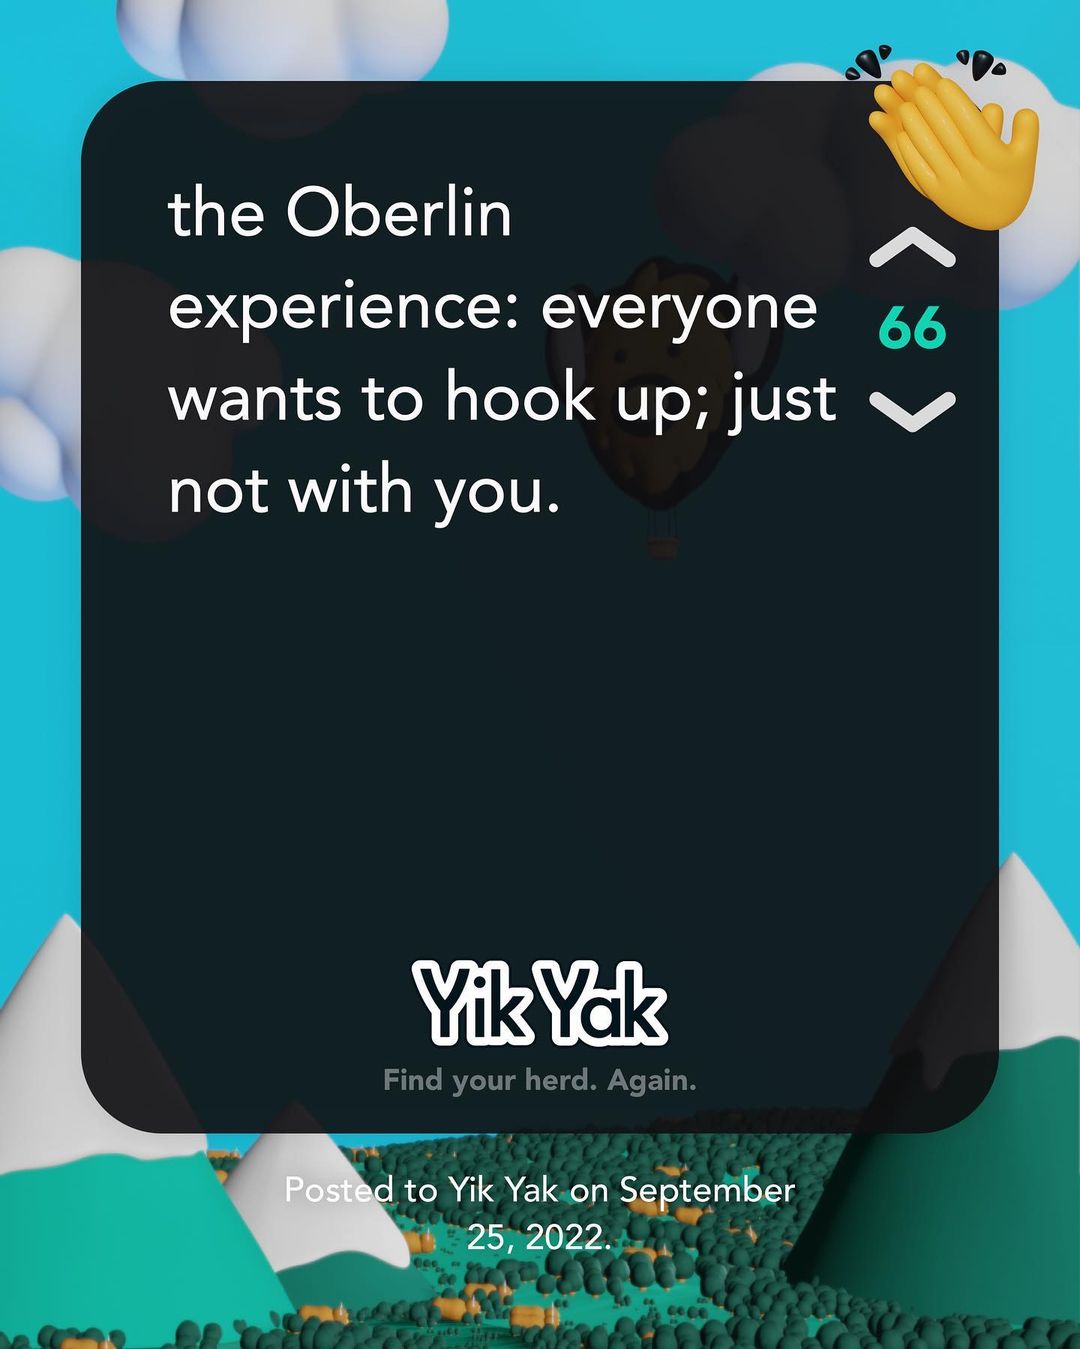 the Oberlin
experience: everyone
wants to hook up; just
not with you.
66
Yik Yak
Find your herd. Again.
Posted to Yik Yak on September
25, 2022.